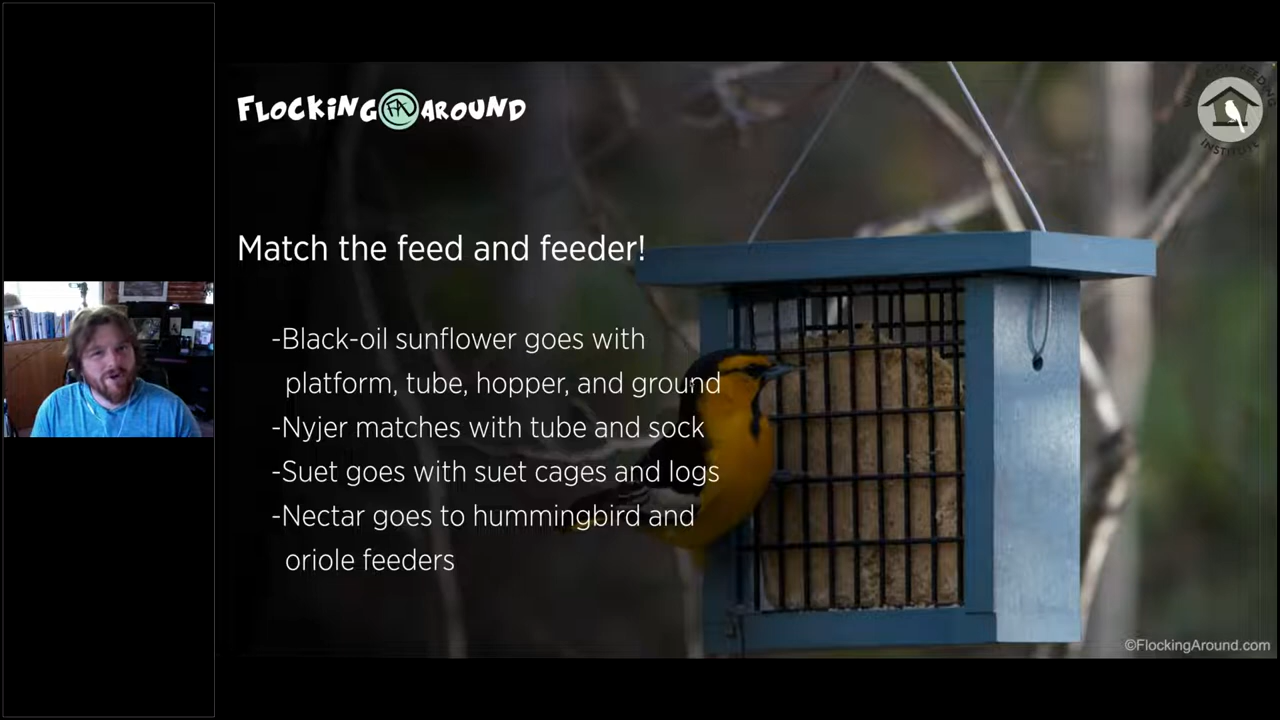 FLOCKING FA AROUND
Match the feed and feeder!
-Black-oil sunflower goes with
platform, tube, hopper, and ground
-Nyjer matches with tube and sock
-Suet goes with suet cages and logs
-Nectar goes to hummingbird and
oriole feeders
INSTITUTE
©FlockingAround.com